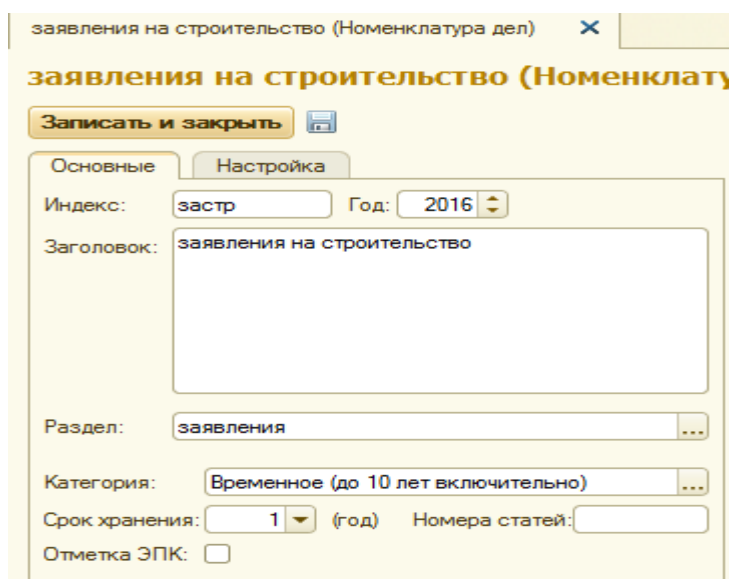 заявления на строительство (Номенклатура дел)
заявления на строительство (Номенклату
Записать и закрыть
Основные Настройка
Индекс: застр Год: 2016
Заголовок: заявления на строительство
Раздел: заявления ...
Категория: Временное (до 10 лет включительно) ...
Срок хранения: 1 (год) Номера статей:
Отметка ЭПК: